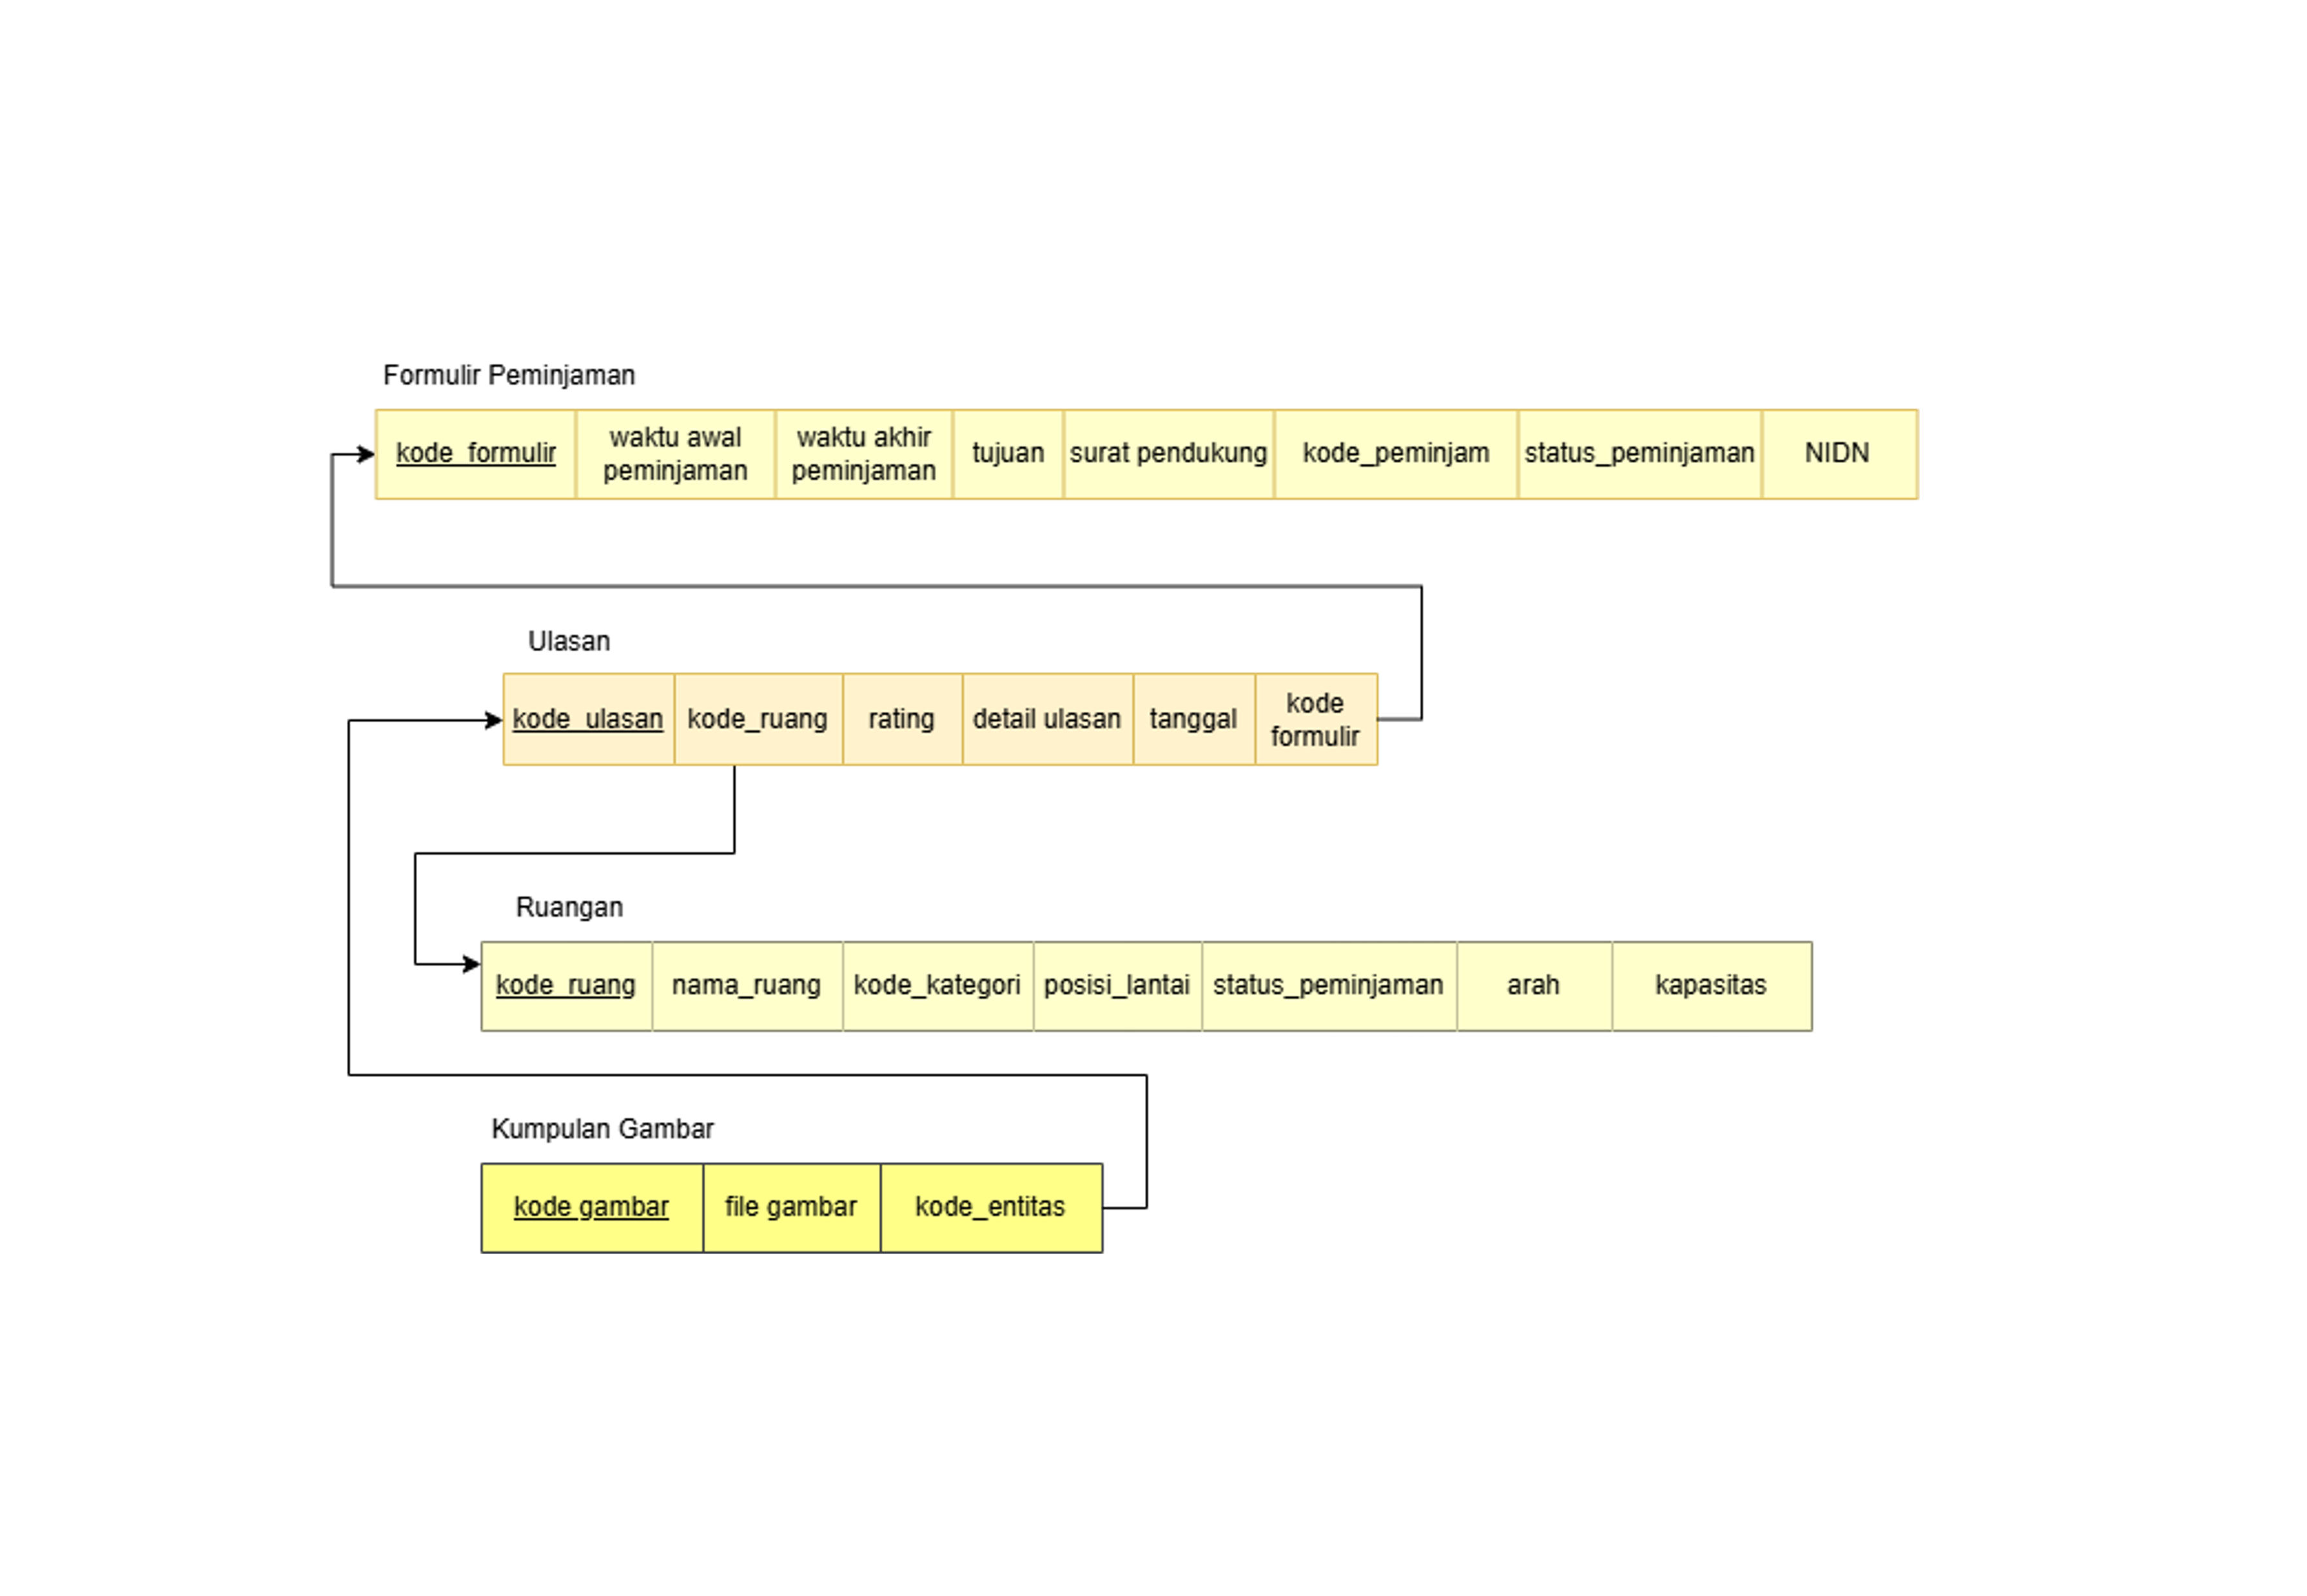 Formulir Peminjaman
kode_formulir
waktu awal
peminjaman
waktu akhir
peminjaman
tujuan
surat pendukung
kode_peminjam
status_peminjaman
NIDN
Ulasan
kode_ulasan
kode_ruang
rating
detail ulasan
tanggal
kode
formulir
Ruangan
kode_ruang
nama_ruang
kode_kategori
posisi_lantai
status_peminjaman
arah
kapasitas
Kumpulan Gambar
kode gambar
file gambar
kode_entitas